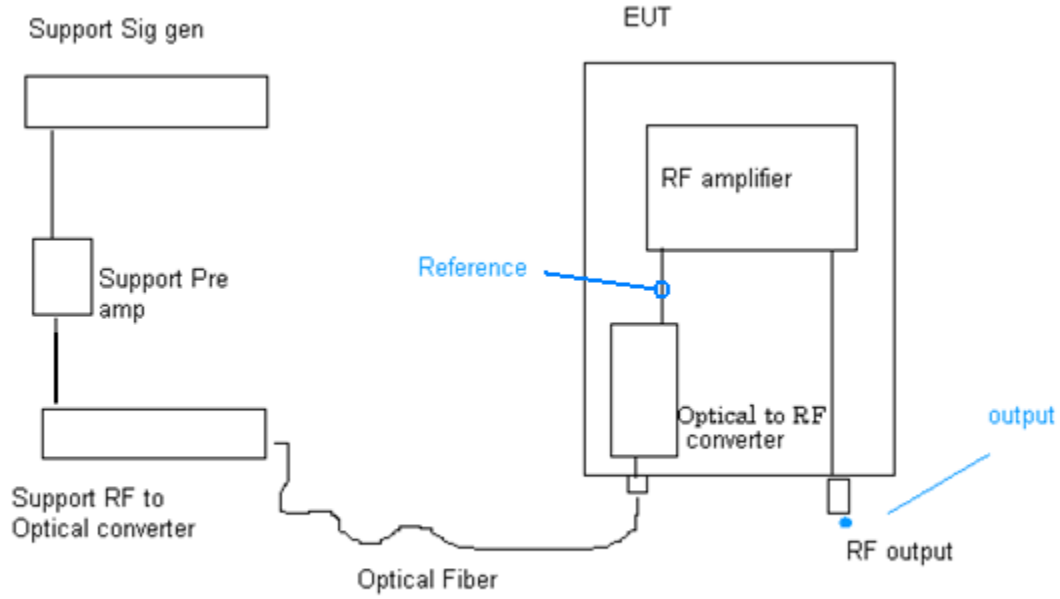 Support Sig gen
EUT
RF amplifier
Reference
Support Pre
amp
Optical to RF
converter
output
Support RF to
Optical converter
RF output
Optical Fiber